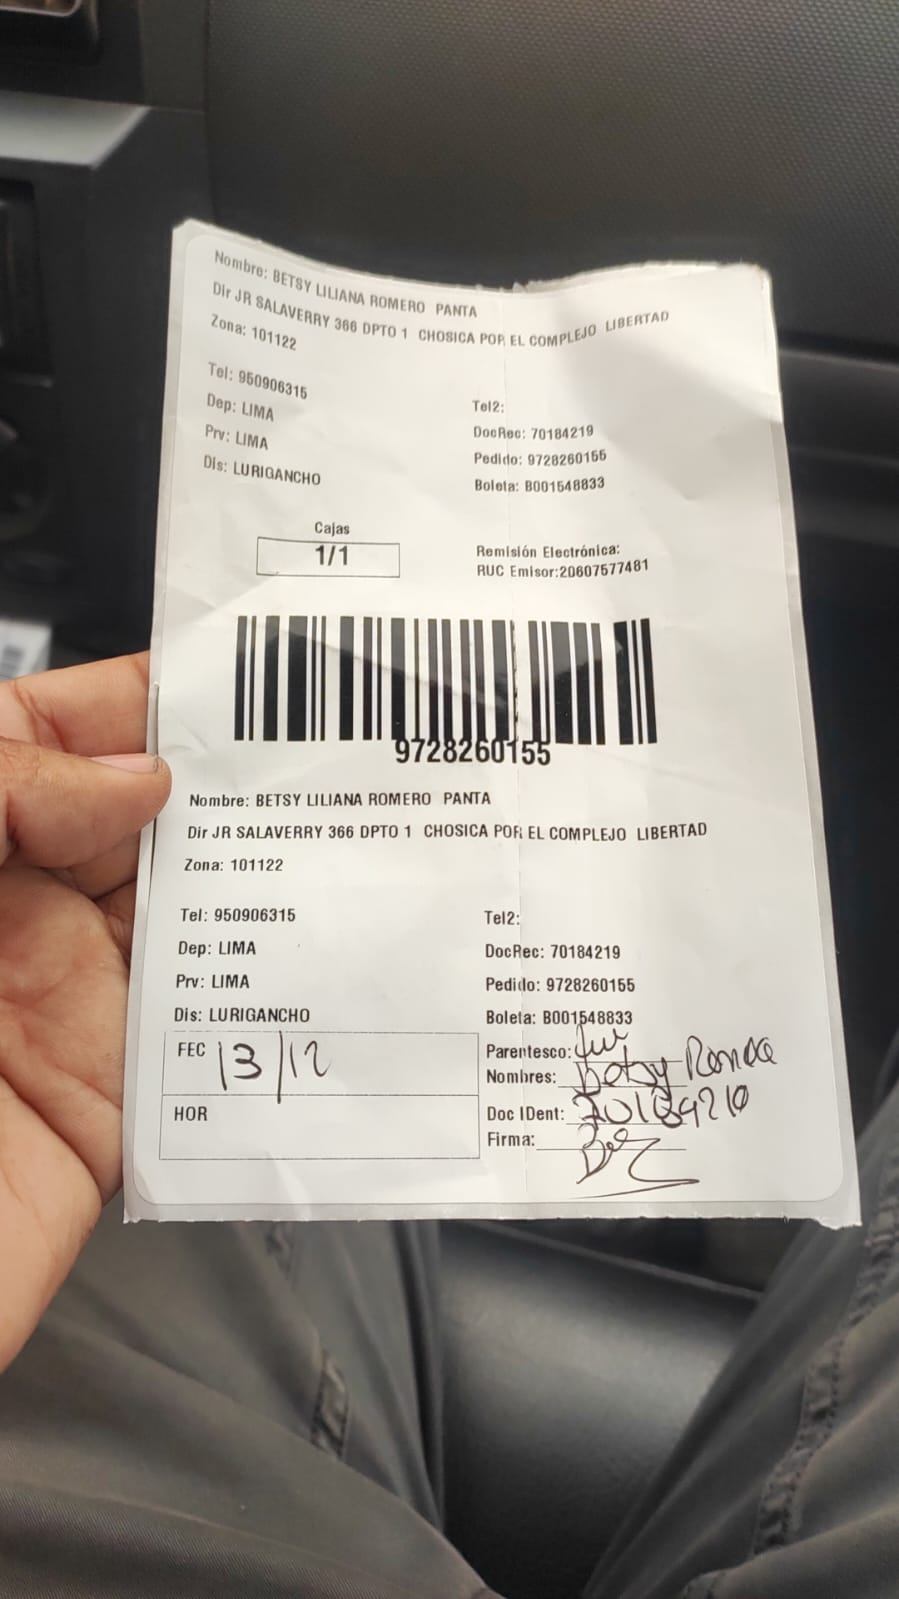 Nombre: BETSY LILIANA ROMERO PANTA
Dir JR SALAVERRY 366 DPTO 1 CHOSICA POR EL COMPLEJO LIBERTAD
Zona: 101122
Tel: 950906315
Tel2:
Dep: LIMA
DocRec: 70184219
Prv: LIMA
Pedido: 9728260155
Dis: LURIGANCHO
Boleta: B001548833
Cajas
1/1
Remisión Electrónica:
RUC Emisor:20607577481
9728260155
Nombre: BETSY LILIANA ROMERO PANTA
Dir JR SALAVERRY 366 DPTO 1 CHOSICA POR EL COMPLEJO LIBERTAD
Zona: 101122
Tel: 950906315
Tel2:
Dep: LIMA
DocRec: 70184219
Prv: LIMA
Pedido: 9728260155
Dis: LURIGANCHO
Boleta: B001548833
FEC 13/12
Parentesco:
Nombres: Betsy
HOR
Doc IDent:
Firma: